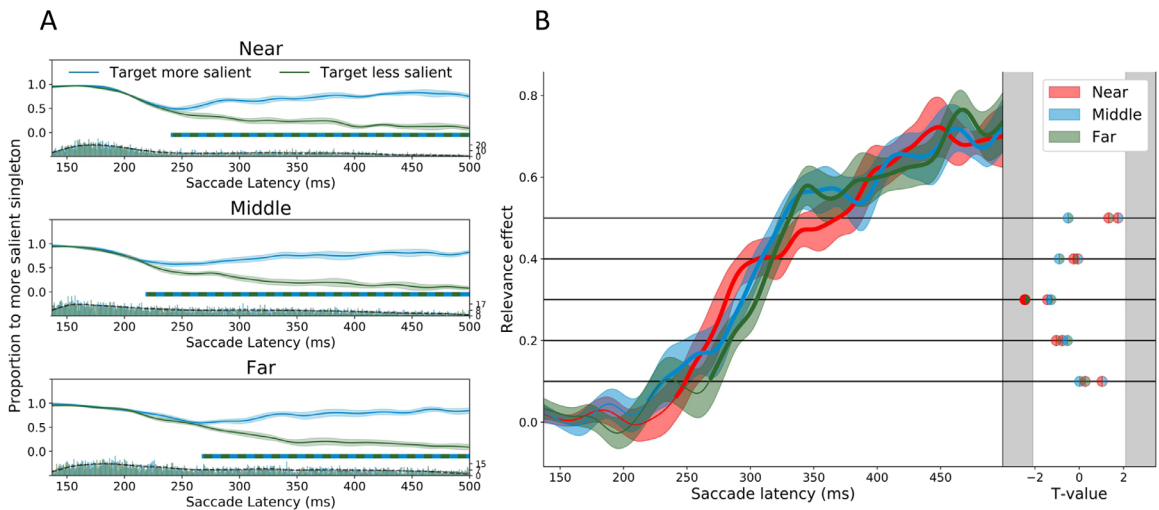 A
Near
Target more salient
Target less salient
1.0
0.5
0.0
20
0
150 200 250 300 350 400 450 500
Saccade Latency (ms)
Middle
1.0
0.5
0.0
17
8
0
150 200 250 300 350 400 450 500
Saccade Latency (ms)
Far
1.0
0.5
0.0
15
7
0
150 200 250 300 350 400 450 500
Saccade Latency (ms)
Proportion to more salient singleton
B
Near
Middle
Far
0.8
0.6
0.4
0.2
0.0
Relevance effect
150 200 250 300 350 400 450
Saccade latency (ms)
−2 0 2
T-value